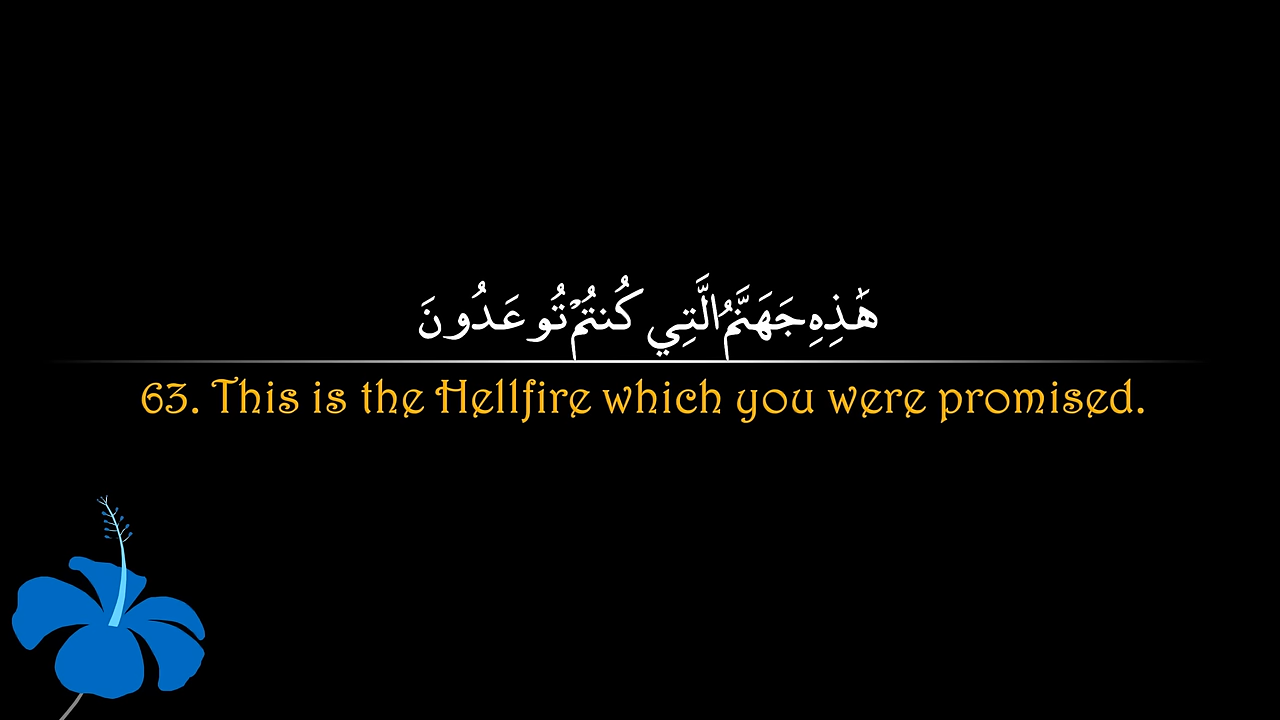 هَٰذِهِ جَهَنَّمُ الَّتِي كُنتُمْ تُوعَدُونَ
63. This is the Hellfire which you were promised.